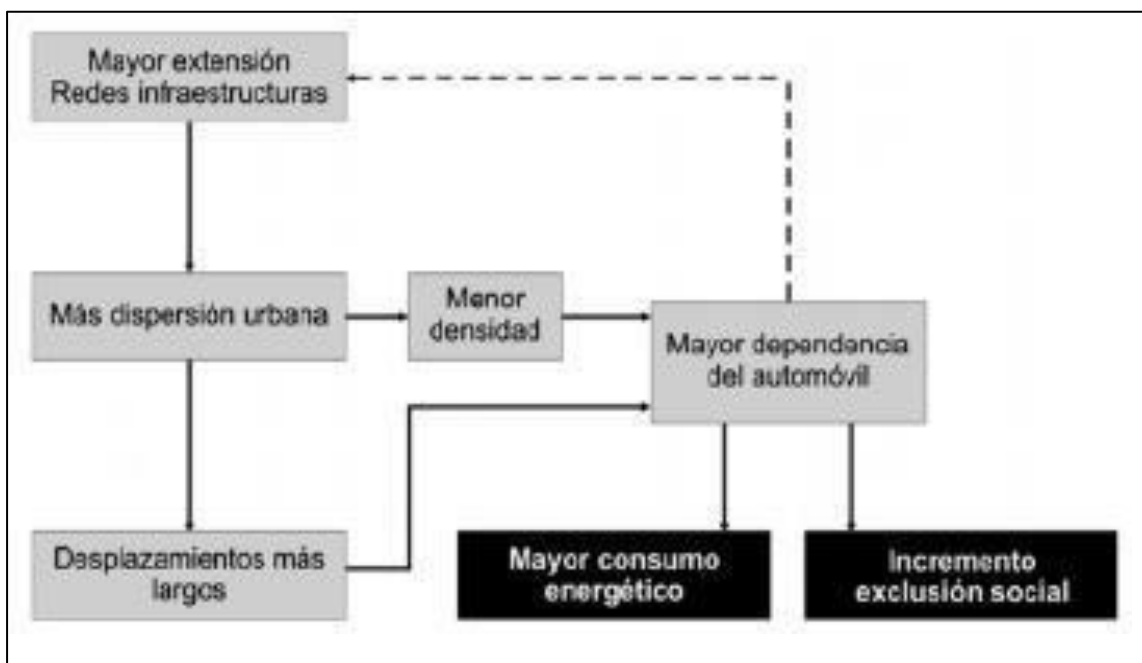 Mayor extensión
Redes infraestructuras
Más dispersión urbana
Menor
densidad
Mayor dependencia
del automóvil
Desplazamientos más
largos
Mayor consumo
energético
Incremento
exclusión social